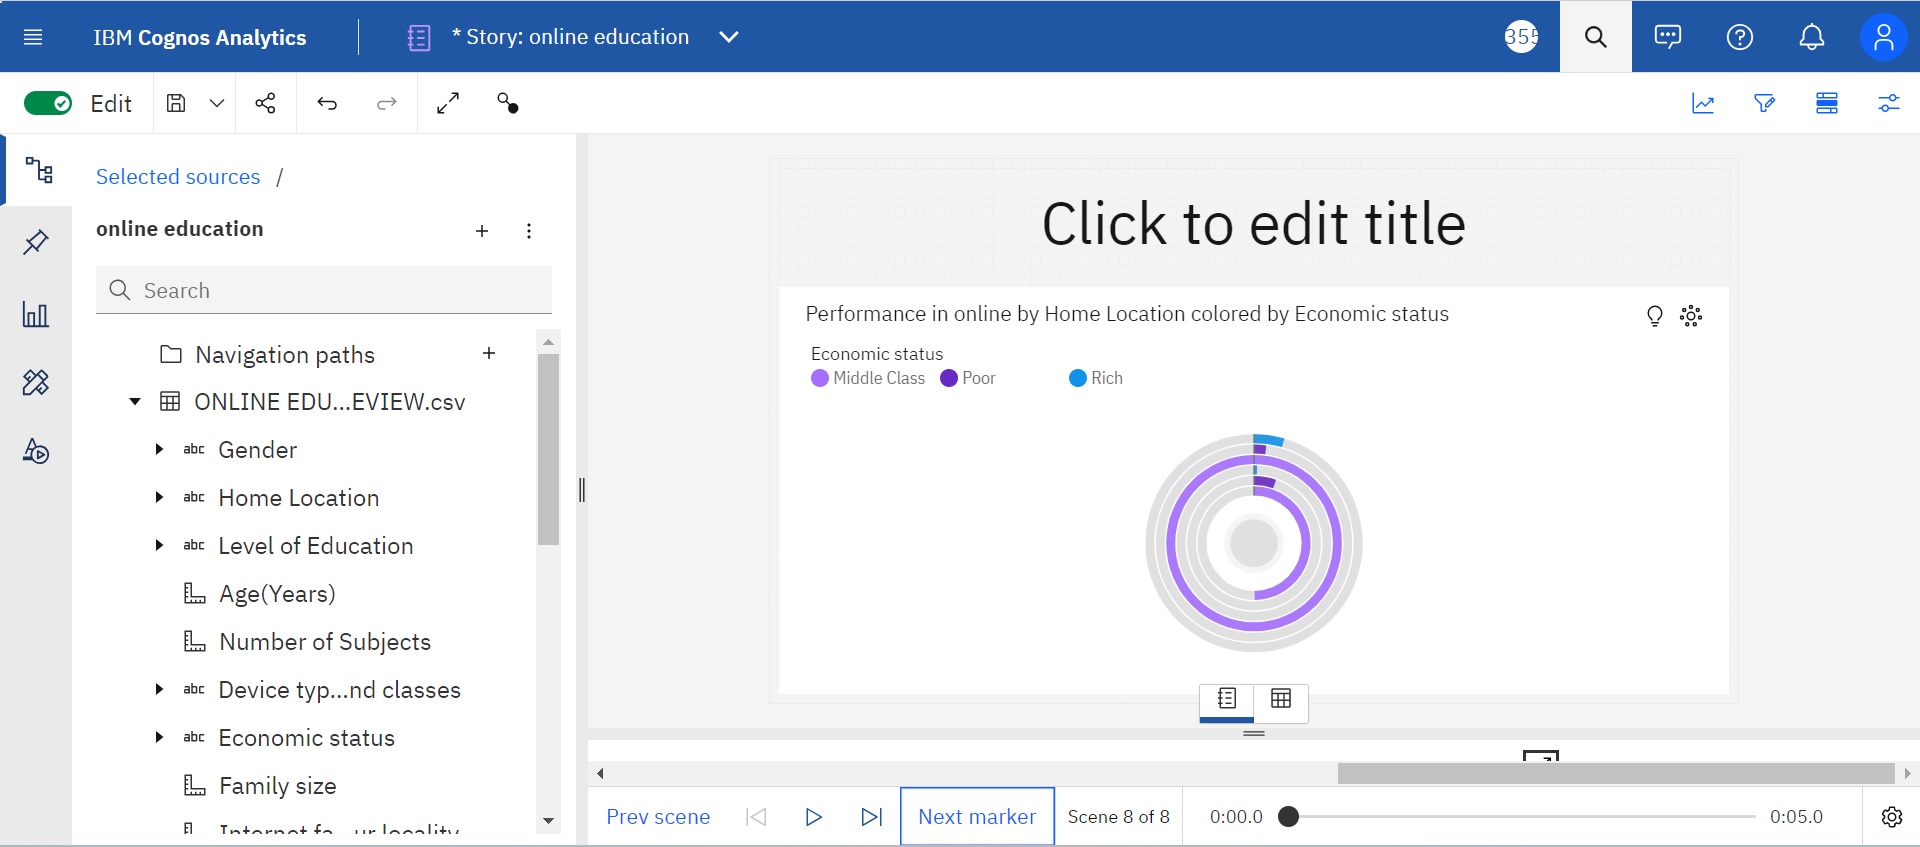 IBM Cognos Analytics
* Story: online education
355
Edit
Selected sources /
online education
Search
Navigation paths
ONLINE EDU...EVIEW.csv
abc Gender
abc Home Location
abc Level of Education
Age(Years)
Number of Subjects
abc Device typ...nd classes
abc Economic status
Family size
Click to edit title
Performance in online by Home Location colored by Economic status
Economic status
Middle Class Poor Rich
Prev scene
Next marker
Scene 8 of 8
0:00.0
0:05.0